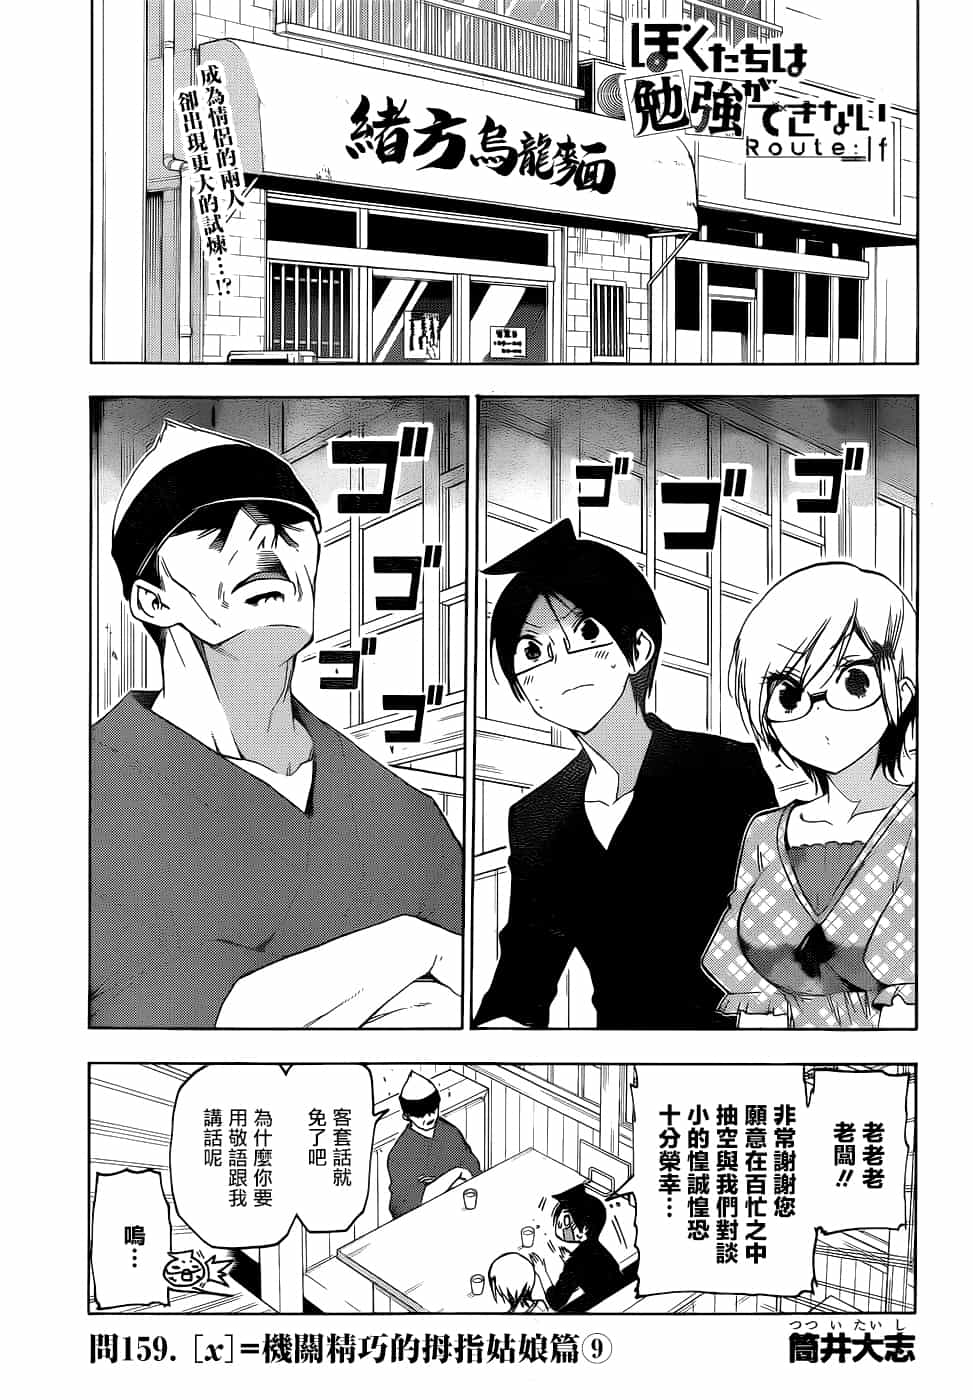 ぼくたちは
勉強が
できない
Route:If
成為情侶的兩人
卻出現更大的試煉…!?
緒方烏龍麵
営業中
ゴゴゴ
ゴゴゴゴ
老老老
老闆!!
非常謝謝您
願意在百忙之中
抽空與我們對談
小的惶誠惶恐
十分榮幸…
客套話就
免了吧
為什麼你要
用敬語跟我
講話呢
嗚…
問159. [x]=機關精巧的拇指姑娘篇⑨
つつ い たい し
筒井大志